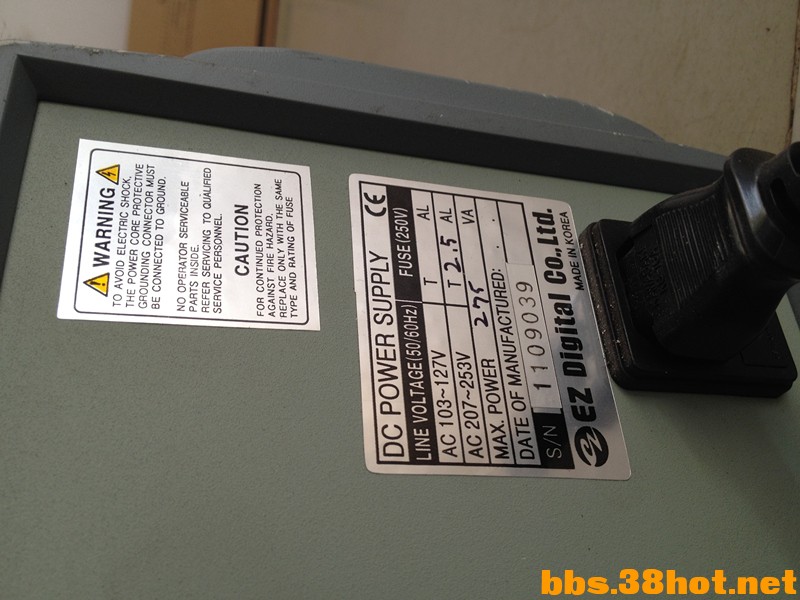 WARNING
TO AVOID ELECTRIC SHOCK,
THE POWER CORE PROTECTIVE
GROUNDING CONNECTOR MUST
BE CONNECTED TO GROUND.
NO OPERATOR SERVICEABLE
PARTS INSIDE.
REFER SERVICING TO QUALIFIED
SERVICE PERSONNEL.
CAUTION
FOR CONTINUED PROTECTION
AGAINST FIRE HAZARD,
REPLACE ONLY WITH THE SAME
TYPE AND RATING OF FUSE
DC POWER SUPPLY CE
LINE VOLTAGE(50/60Hz) FUSE(250V)
AC 103~127V T AL
AC 207~253V T 2.5 AL
MAX. POWER 275 VA
DATE OF MANUFACTURED: . .
S/N 1109039
EZ Digital Co., Ltd.
MADE IN KOREA
bbs.38hot.net